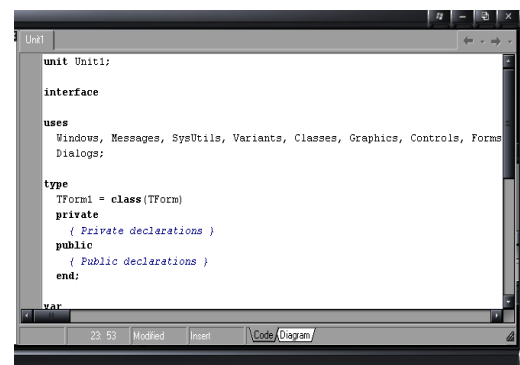 Unit1
unit Unit1;
interface
uses
Windows, Messages, SysUtils, Variants, Classes, Graphics, Controls, Forms
Dialogs;
type
TForm1 = class(TForm)
private
{ Private declarations }
public
{ Public declarations }
end;
var
23: 53 Modified Insert Code Diagram